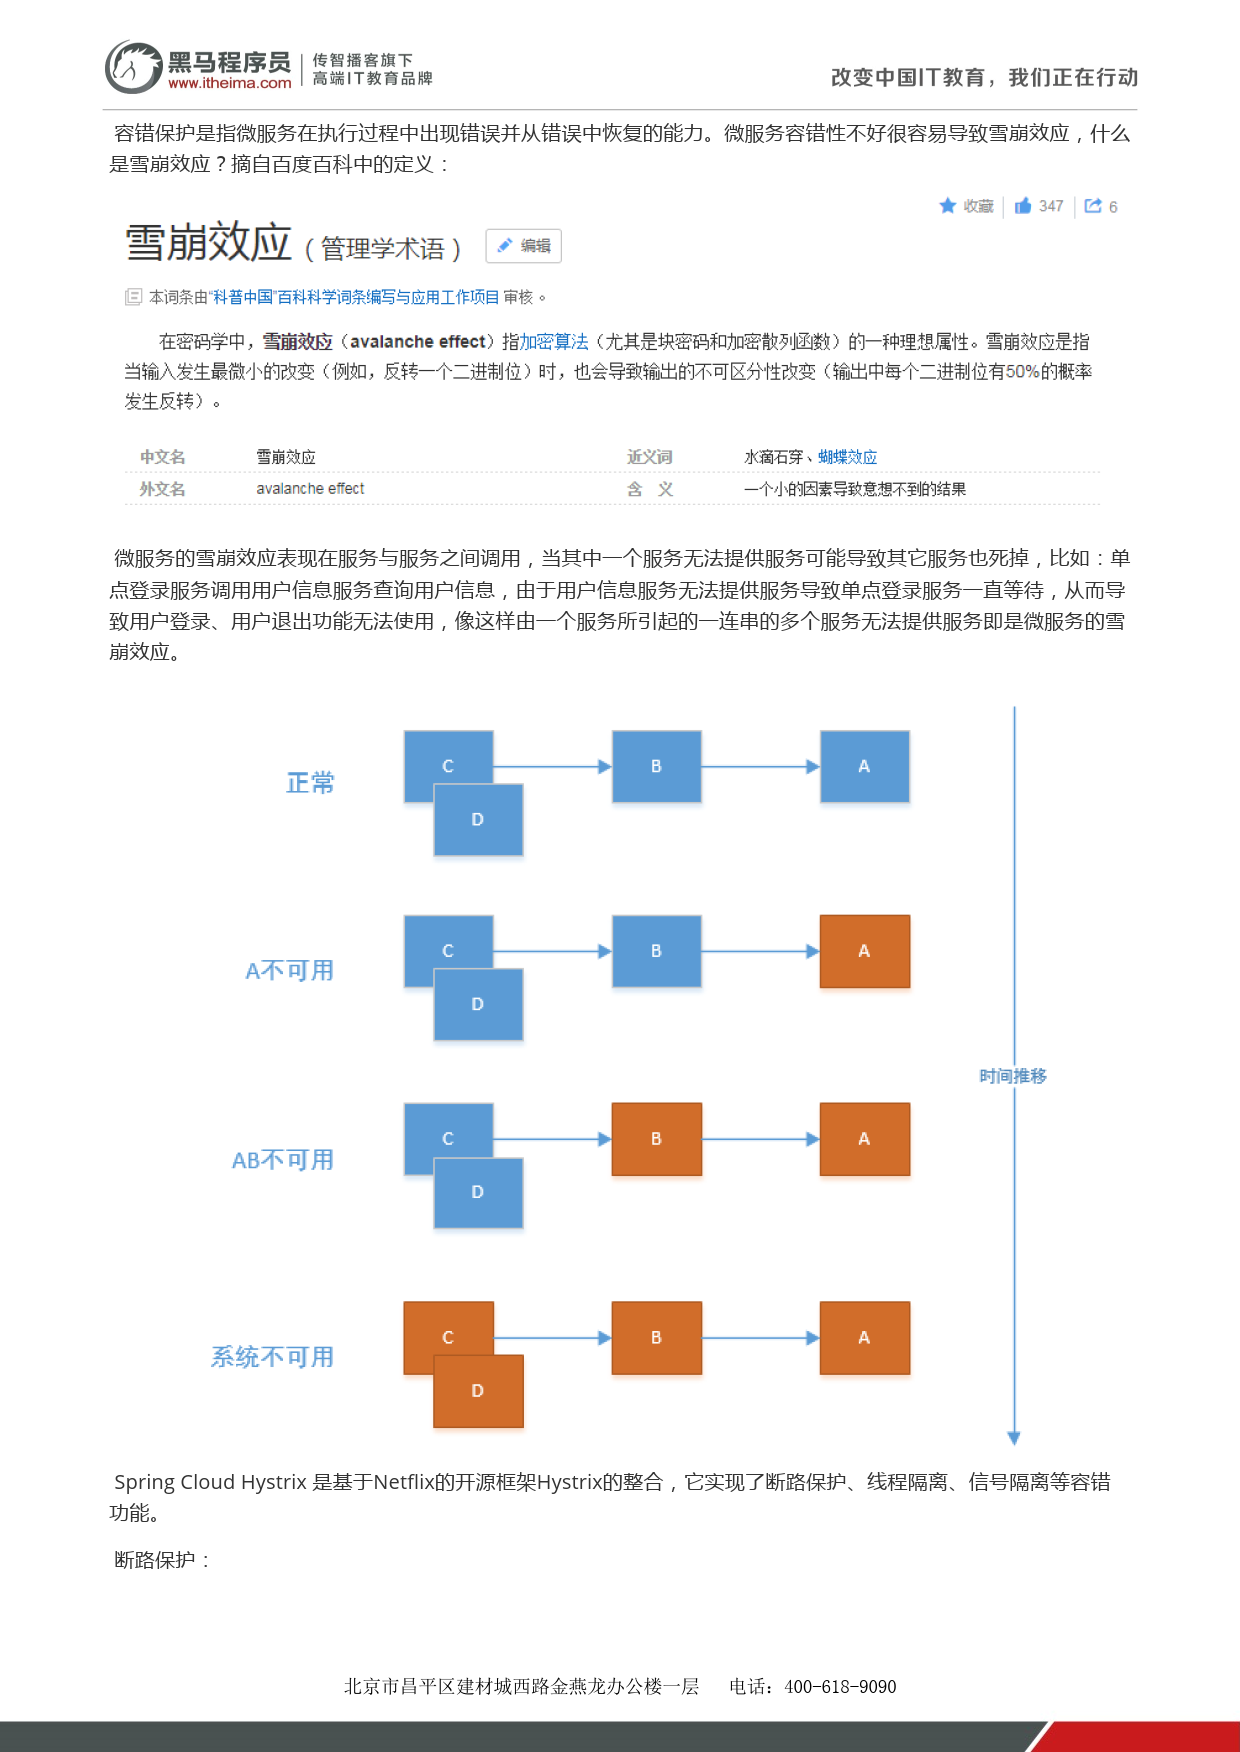 黑马程序员
www.itheima.com
传智播客旗下
高端IT教育品牌
改变中国IT教育，我们正在行动
容错保护是指微服务在执行过程中出现错误并从错误中恢复的能力。微服务容错性不好很容易导致雪崩效应，什么
是雪崩效应？摘自百度百科中的定义：
收藏 347 6
雪崩效应（管理学术语） 编辑
本词条由“科普中国”百科科学词条编写与应用工作项目 审核 。
在密码学中，雪崩效应（avalanche effect）指加密算法（尤其是块密码和加密散列函数）的一种理想属性。雪崩效应是指
当输入发生最微小的改变（例如，反转一个二进制位）时，也会导致输出的不可区分性改变（输出中每个二进制位有50%的概率
发生反转）。
中文名 雪崩效应 近义词 水滴石穿、蝴蝶效应
外文名 avalanche effect 含 义 一个小的因素导致意想不到的结果
微服务的雪崩效应表现在服务与服务之间调用，当其中一个服务无法提供服务可能导致其它服务也死掉，比如：单
点登录服务调用用户信息服务查询用户信息，由于用户信息服务无法提供服务导致单点登录服务一直等待，从而导
致用户登录、用户退出功能无法使用，像这样由一个服务所引起的一连串的多个服务无法提供服务即是微服务的雪
崩效应。
正常
C
B
A
D
A不可用
C
B
A
D
时间推移
AB不可用
C
B
A
D
系统不可用
C
B
A
D
Spring Cloud Hystrix 是基于Netflix的开源框架Hystrix的整合，它实现了断路保护、线程隔离、信号隔离等容错
功能。
断路保护：
北京市昌平区建材城西路金燕龙办公楼一层 电话：400-618-9090